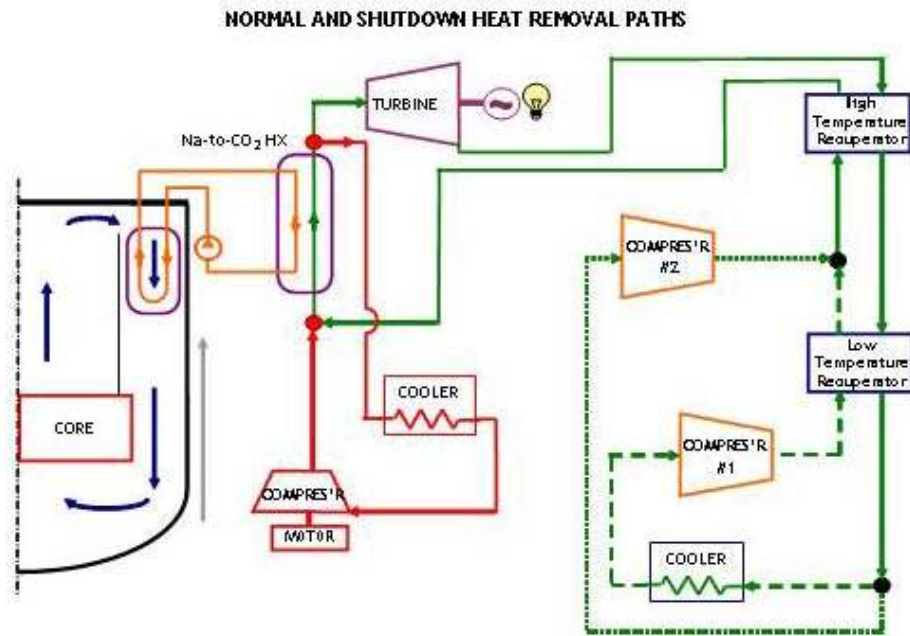 NORMAL AND SHUTDOWN HEAT REMOVAL PATHS
TURBINE
~
High
Temperature
Recuperator
Na-to-CO₂ HX
COMPRES'R
#2
Low
Temperature
Recuperator
CORE
COOLER
COMPRES'R
#1
COMPRES'R
MOTOR
COOLER